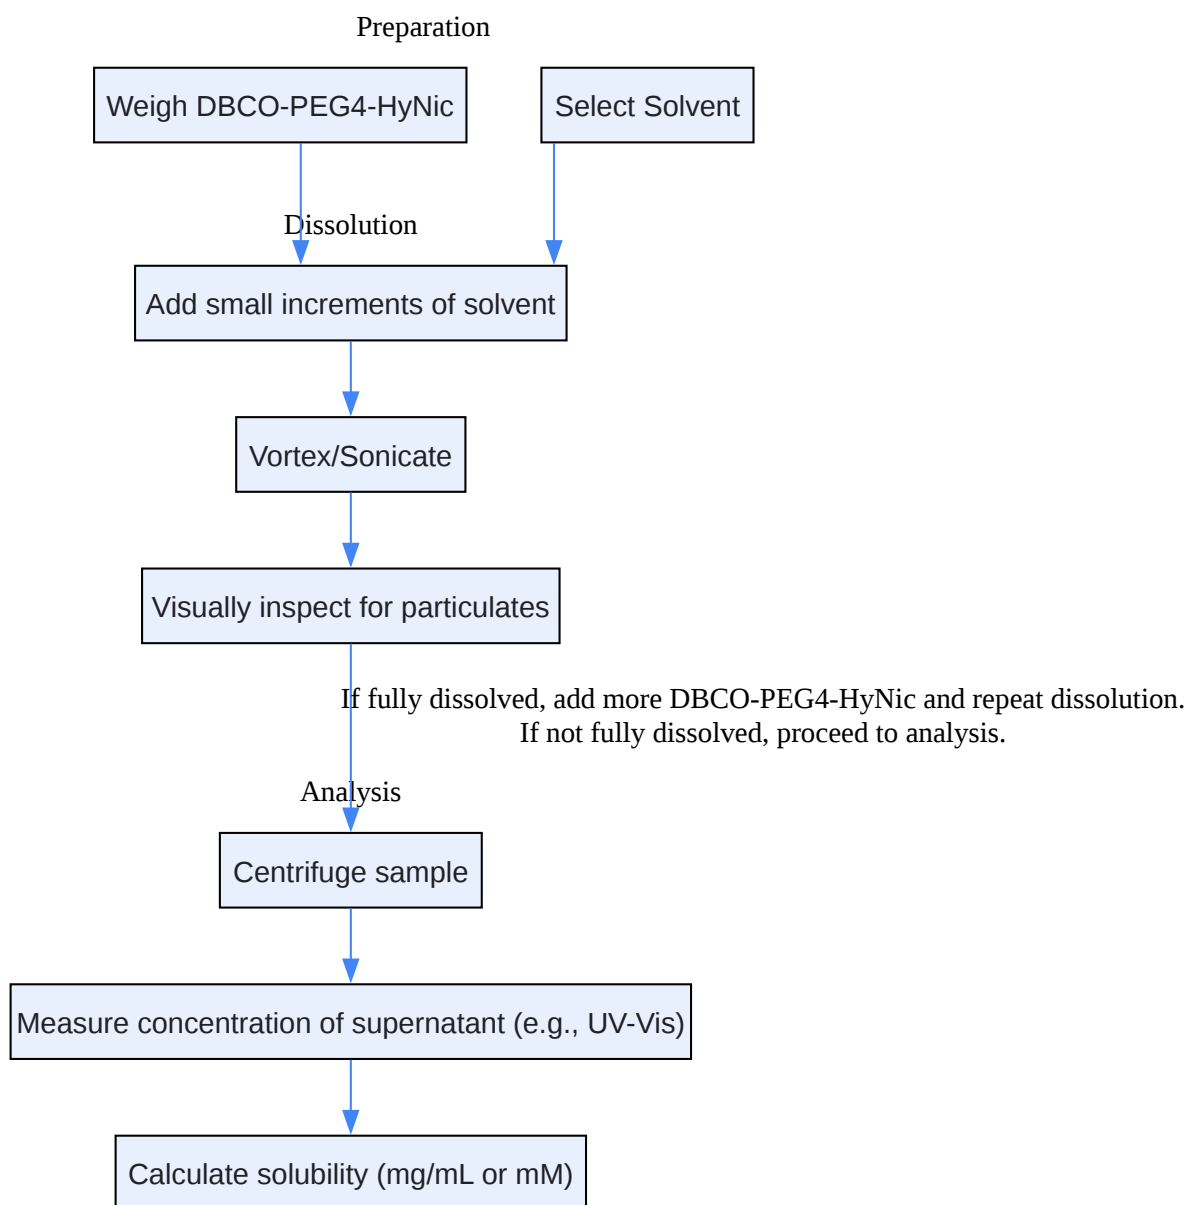 Preparation
Weigh DBCO-PEG4-HyNic
Select Solvent
Dissolution
Add small increments of solvent
Vortex/Sonicate
Visually inspect for particulates
If fully dissolved, add more DBCO-PEG4-HyNic and repeat dissolution.
If not fully dissolved, proceed to analysis.
Analysis
Centrifuge sample
Measure concentration of supernatant (e.g., UV-Vis)
Calculate solubility (mg/mL or mM)